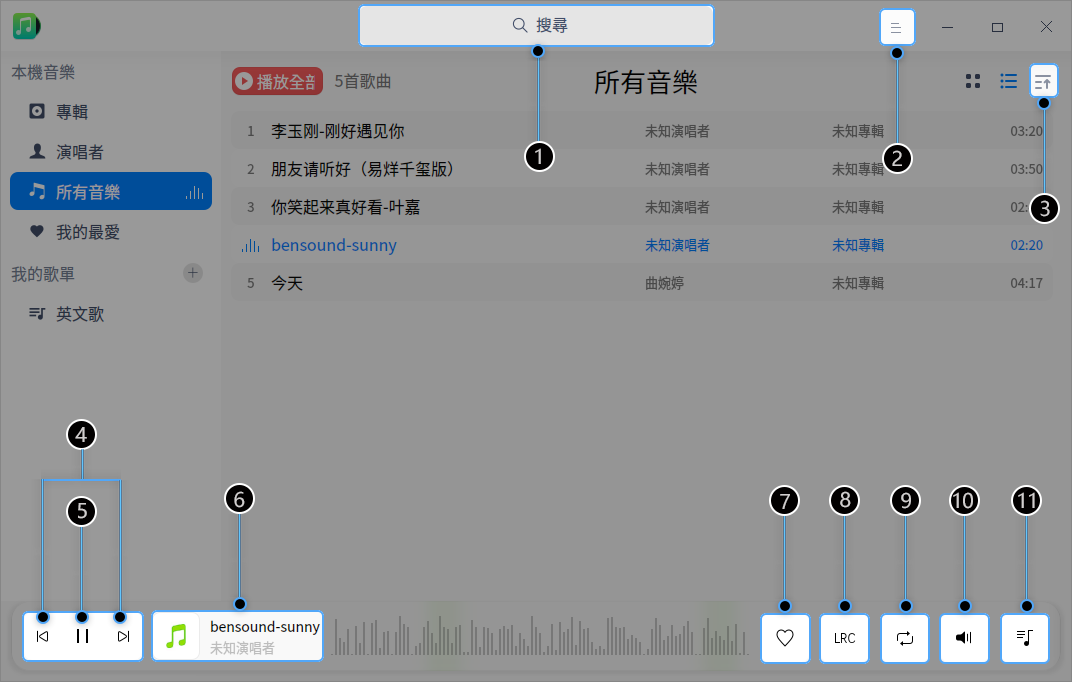 搜尋
本機音樂
專輯
演唱者
所有音樂
我的最愛
我的歌單
英文歌
播放全部
5首歌曲
所有音樂
1 李玉刚-刚好遇见你 未知演唱者 未知專輯 03:20
2 朋友请听好（易烊千玺版） 未知演唱者 未知專輯 03:50
3 你笑起来真好看-叶嘉 未知演唱者 未知專輯 02:
bensound-sunny 未知演唱者 未知專輯 02:20
5 今天 曲婉婷 未知專輯 04:17
1
2
3
4
5
6
7
8
9
10
11
bensound-sunny
未知演唱者
LRC